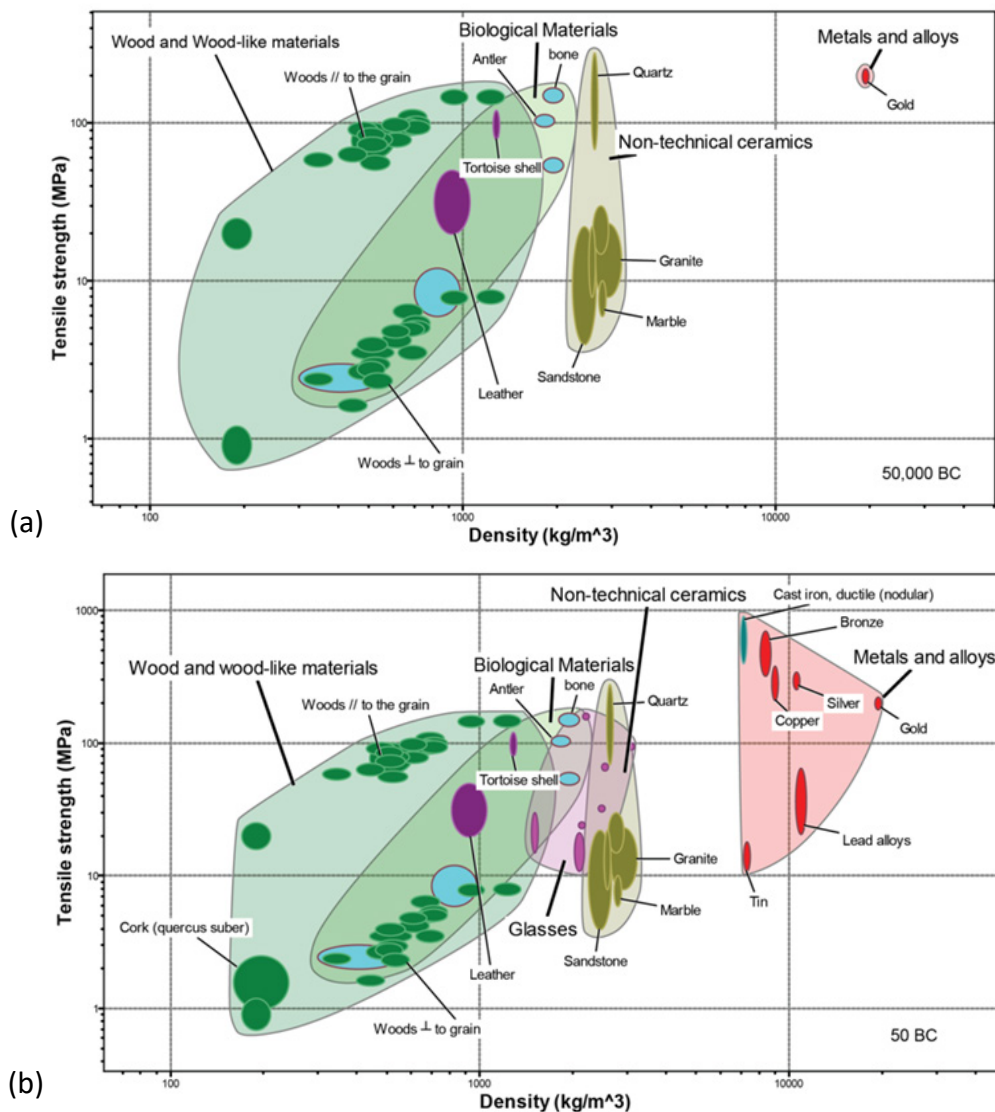 Wood and Wood-like materials
Biological Materials
Metals and alloys
Antler
bone
Woods // to the grain
Quartz
Gold
100
Non-technical ceramics
Tortoise shell
Tensile strength (MPa)
10
Granite
Marble
Sandstone
Leather
1
Woods ⊥ to grain
50,000 BC
(a)
100
1000
10000
Density (kg/m^3)
Non-technical ceramics
Cast iron, ductile (nodular)
1000
Bronze
Wood and wood-like materials
Biological Materials
Metals and alloys
Antler
bone
Woods // to the grain
Quartz
Silver
Copper
Gold
100
Tortoise shell
Tensile strength (MPa)
Lead alloys
Granite
10
Marble
Tin
Glasses
Cork (quercus suber)
Sandstone
Leather
1
Woods ⊥ to grain
50 BC
(b)
100
1000
10000
Density (kg/m^3)